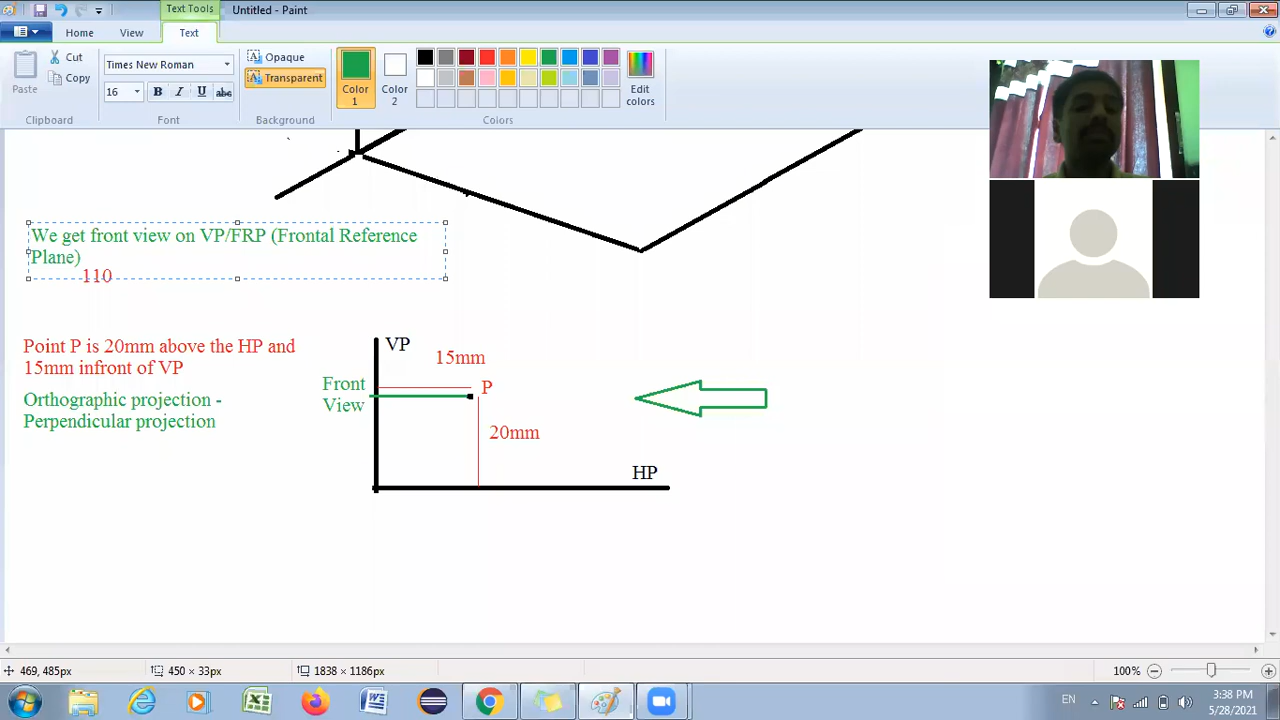 Text Tools
Untitled - Paint
Home
View
Text
Paste
Cut
Copy
Clipboard
Times New Roman
16
B I U abc
Font
Opaque
Transparent
Background
Color 1
Color 2
Edit colors
Colors
We get front view on VP/FRP (Frontal Reference
Plane)
110
Point P is 20mm above the HP and
15mm infront of VP
Orthographic projection -
Perpendicular projection
VP
15mm
Front
View
P
20mm
HP
469, 485px
450 × 33px
1838 × 1186px
100%
EN
3:38 PM
5/28/2021